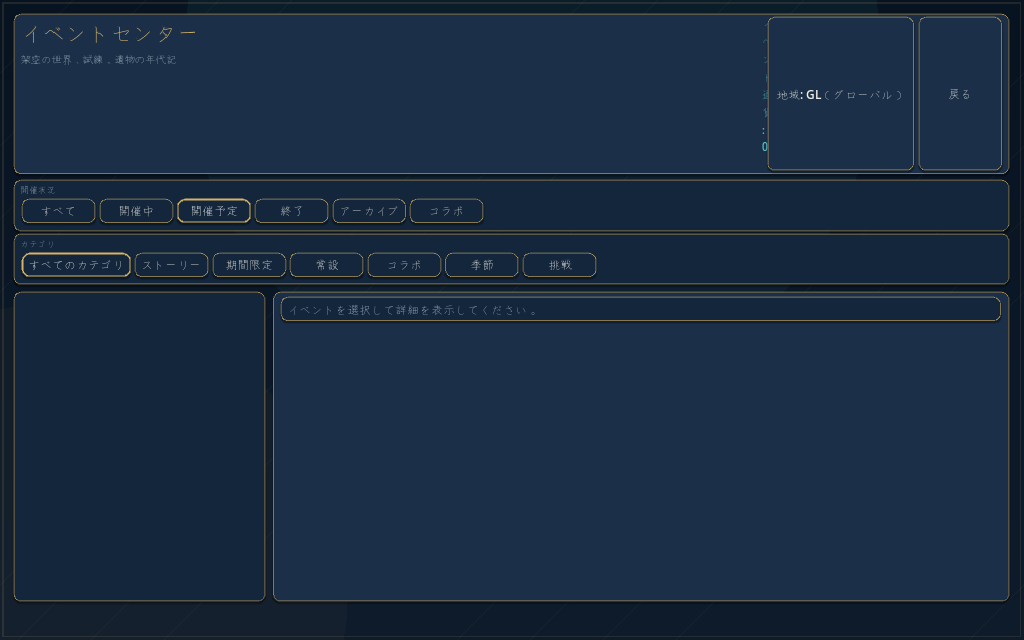 イベントセンター
架空の世界、試練、遺物の年代記
: 0
地域: GL(グローバル)
戻る
開催状況
すべて
開催中
開催予定
終了
アーカイブ
コラボ
カテゴリ
すべてのカテゴリ
ストーリー
期間限定
常設
コラボ
季節
挑戦
イベントを選択して詳細を表示してください。